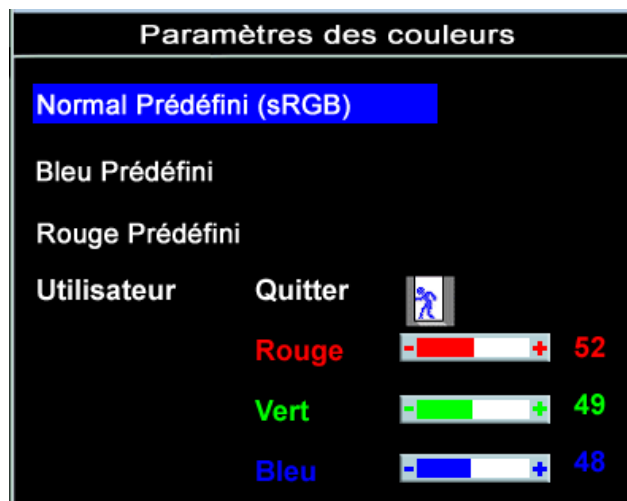 Paramètres des couleurs
Normal Prédéfini (sRGB)
Bleu Prédéfini
Rouge Prédéfini
Utilisateur Quitter
Rouge - + 52
Vert - + 49
Bleu - + 48